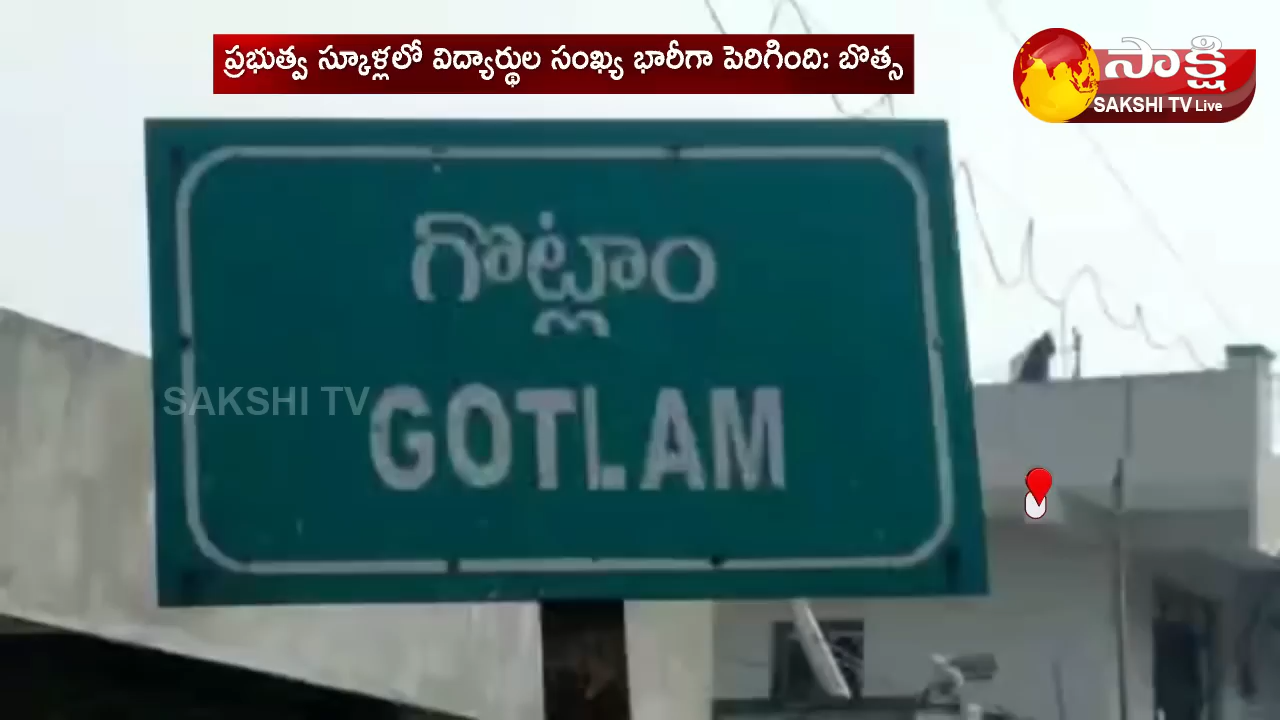 ప్రభుత్వ స్కూళ్లలో విద్యార్థుల సంఖ్య భారీగా పెరిగింది: బొత్స
సాక్షి
SAKSHI TV Live
గొట్లాం
SAKSHI TV
GOTLAM